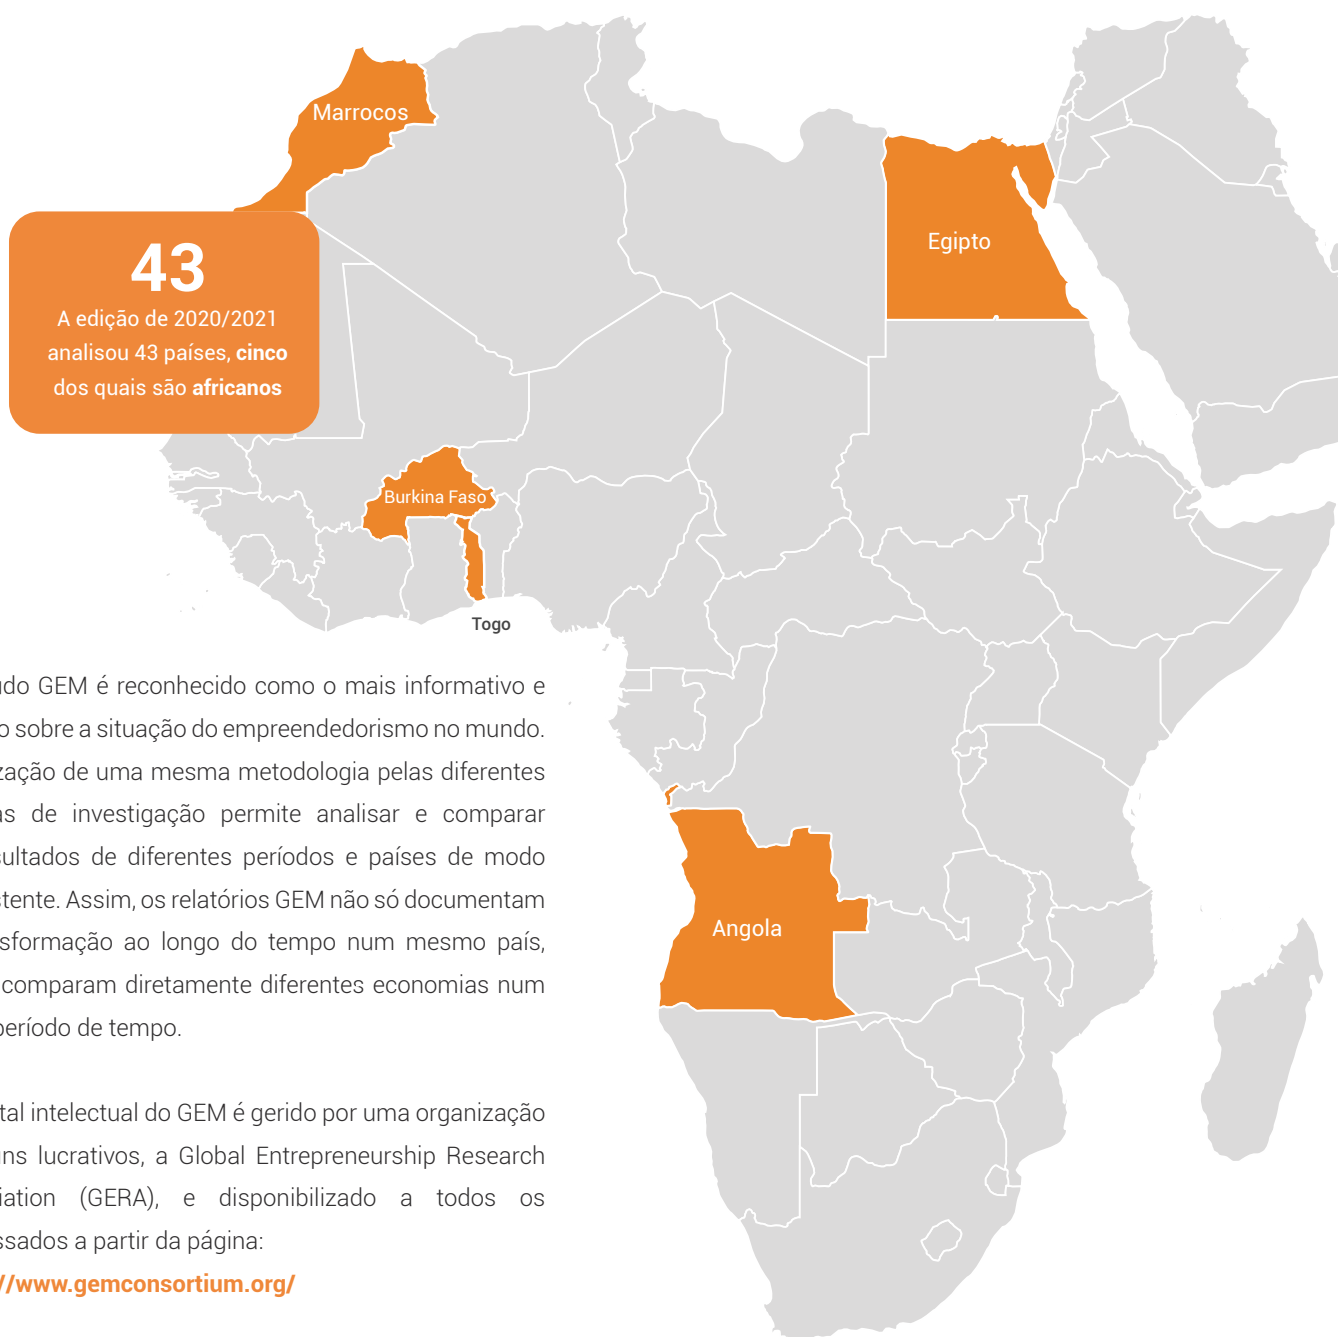 Marrocos
Egipto
43
A edição de 2020/2021
analisou 43 países, cinco
dos quais são africanos
Burkina Faso
Togo
Angola
udo GEM é reconhecido como o mais informativo e
o sobre a situação do empreendedorismo no mundo.
zação de uma mesma metodologia pelas diferentes
as de investigação permite analisar e comparar
sultados de diferentes períodos e países de modo
stente. Assim, os relatórios GEM não só documentam
nsformação ao longo do tempo num mesmo país,
comparam diretamente diferentes economias num
período de tempo.
tal intelectual do GEM é gerido por uma organização
ns lucrativos, a Global Entrepreneurship Research
iation (GERA), e disponibilizado a todos os
ssados a partir da página:
//www.gemconsortium.org/